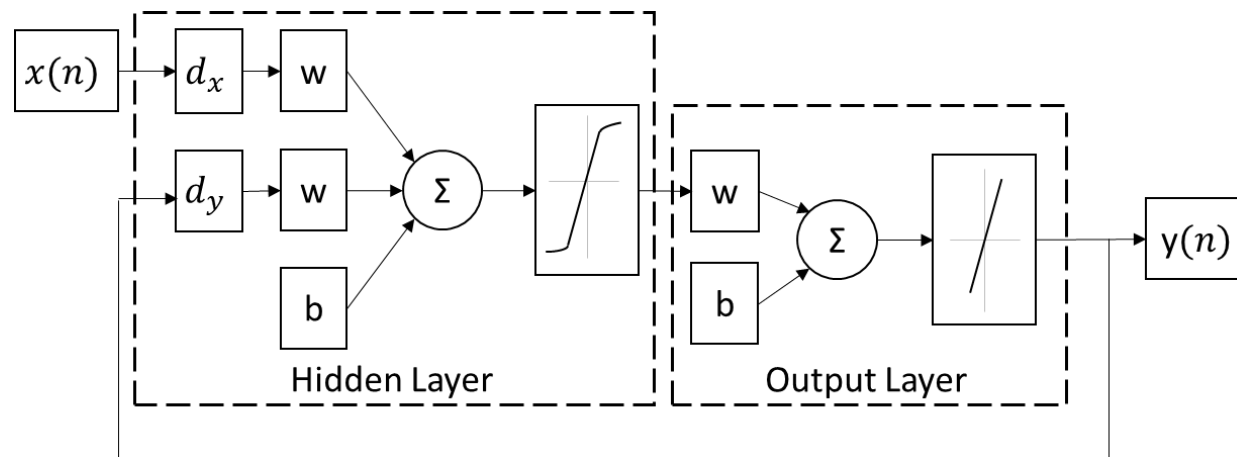 x(n)
d_x
w
d_y
w
Σ
b
Hidden Layer
w
Σ
b
Output Layer
y(n)